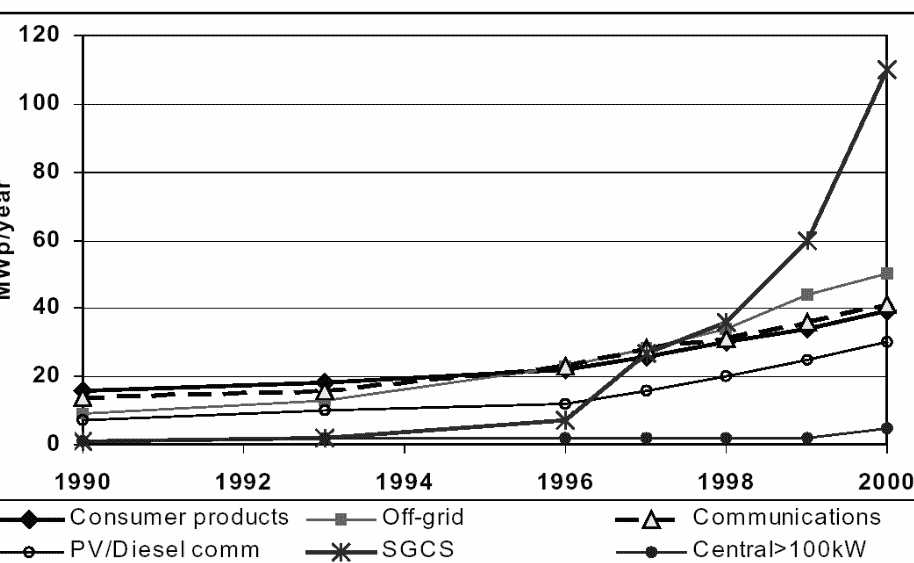 120
100
80
60
40
20
0
MWp/year
1990 1992 1994 1996 1998 2000
Consumer products Off-grid Communications
PV/Diesel comm SGCS Central>100kW